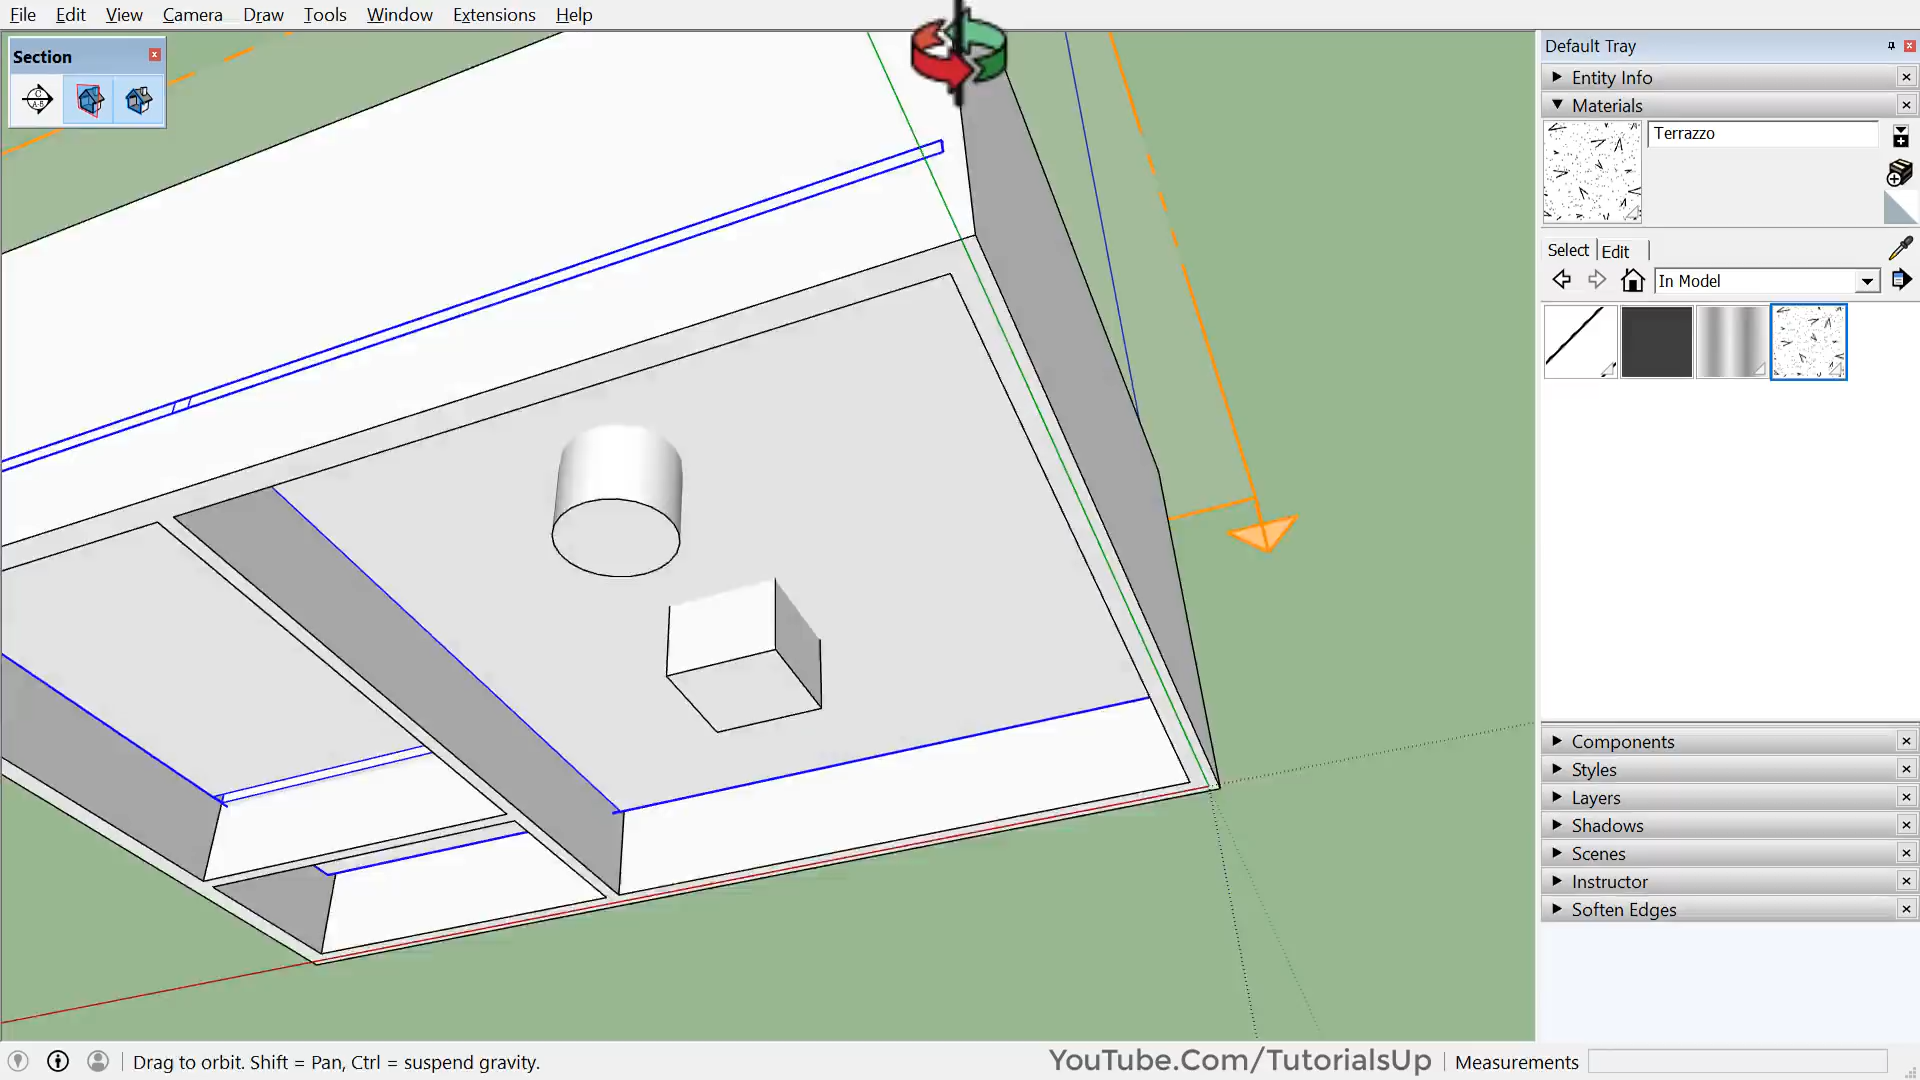 File Edit View Camera Draw Tools Window Extensions Help
Section
Default Tray
Entity Info
Materials
Terrazzo
Select Edit
In Model
Components
Styles
Layers
Shadows
Scenes
Instructor
Soften Edges
Drag to orbit. Shift = Pan, Ctrl = suspend gravity.
YouTube.Com/TutorialsUp
Measurements